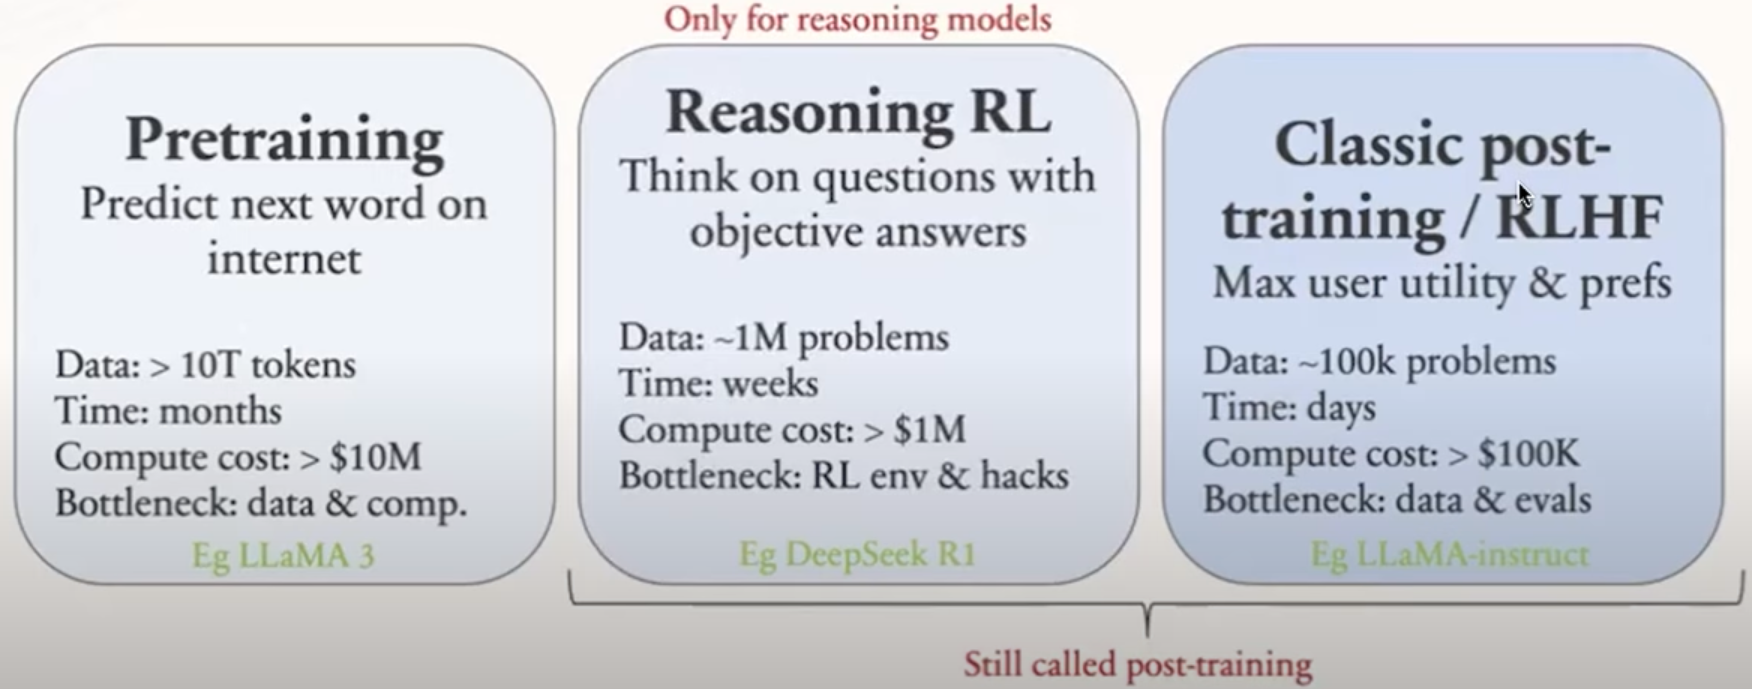 Only for reasoning models
Pretraining
Predict next word on
internet
Data: > 10T tokens
Time: months
Compute cost: > $10M
Bottleneck: data & comp.
Eg LLaMA 3
Reasoning RL
Think on questions with
objective answers
Data: ~1M problems
Time: weeks
Compute cost: > $1M
Bottleneck: RL env & hacks
Eg DeepSeek R1
Classic post-
training / RLHF
Max user utility & prefs
Data: ~100k problems
Time: days
Compute cost: > $100K
Bottleneck: data & evals
Eg LLaMA-instruct
Still called post-training